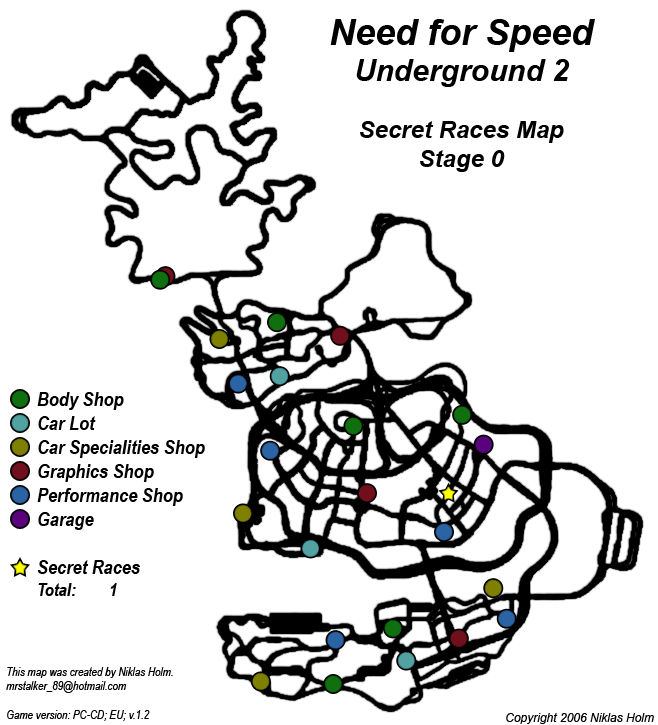 Need for Speed
Underground 2
Secret Races Map
Stage 0
Body Shop
Car Lot
Car Specialities Shop
Graphics Shop
Performance Shop
Garage
Secret Races
Total: 1
This map was created by Niklas Holm.
mrstalker_89@hotmail.com
Game version: PC-CD; EU; v.1.2
Copyright 2006 Niklas Holm